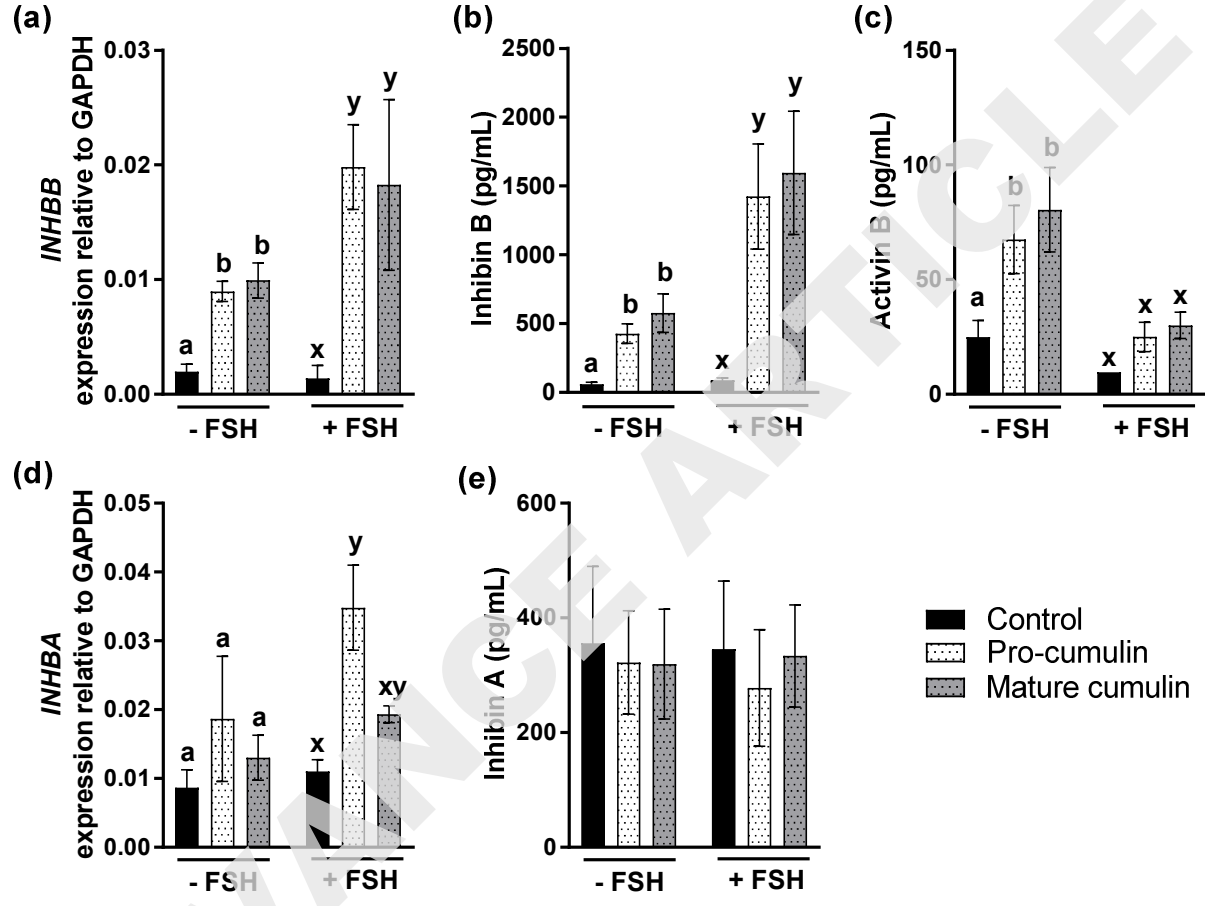 (a)
INHBB
expression relative to GAPDH
0.03
0.02
0.01
0.00
a
b
b
x
y
y
- FSH
+ FSH
(b)
Inhibin B (pg/mL)
2500
2000
1500
1000
500
0
a
b
b
x
y
y
- FSH
+ FSH
(c)
Activin B (pg/mL)
150
100
50
0
a
b
b
x
x
x
- FSH
+ FSH
(d)
INHBA
expression relative to GAPDH
0.05
0.04
0.03
0.02
0.01
0.00
a
a
a
x
y
xy
- FSH
+ FSH
(e)
Inhibin A (pg/mL)
600
400
200
0
- FSH
+ FSH
Control
Pro-cumulin
Mature cumulin
VANCE ARTICLE